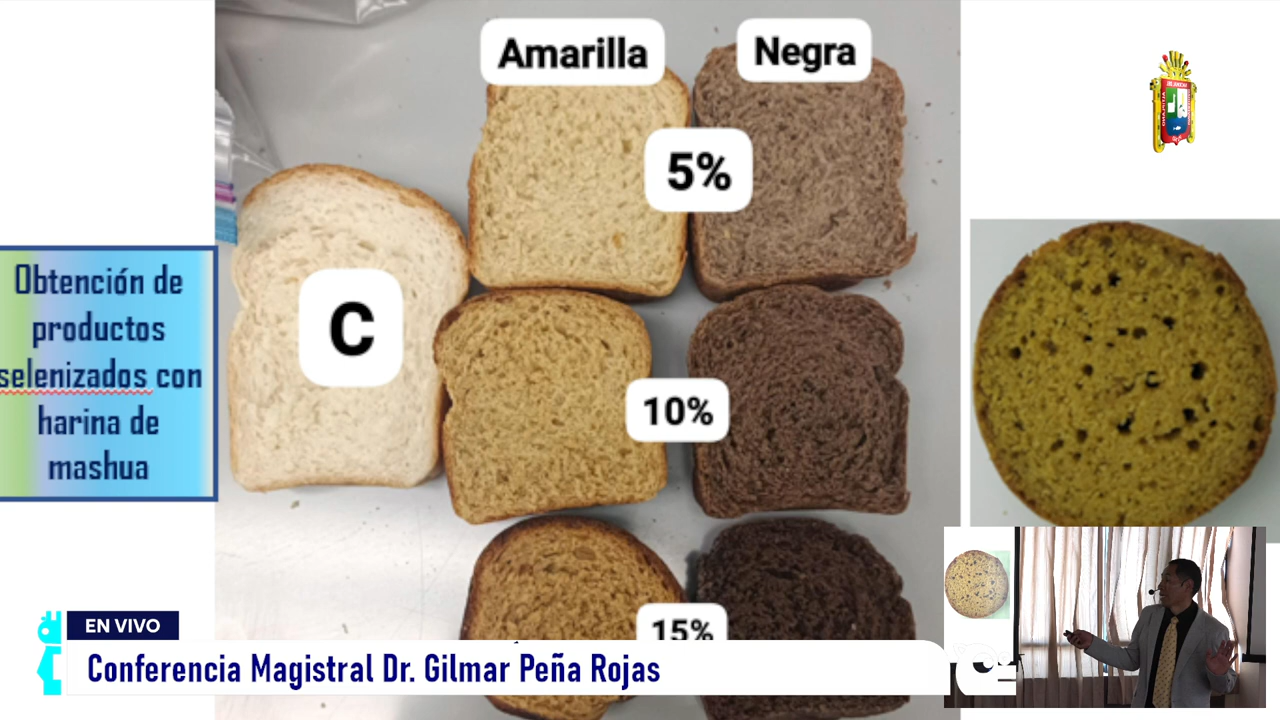 Amarilla
Negra
5%
Obtención de
productos
selenizados con
harina de
mashua
C
10%
15%
EN VIVO
Conferencia Magistral Dr. Gilmar Peña Rojas